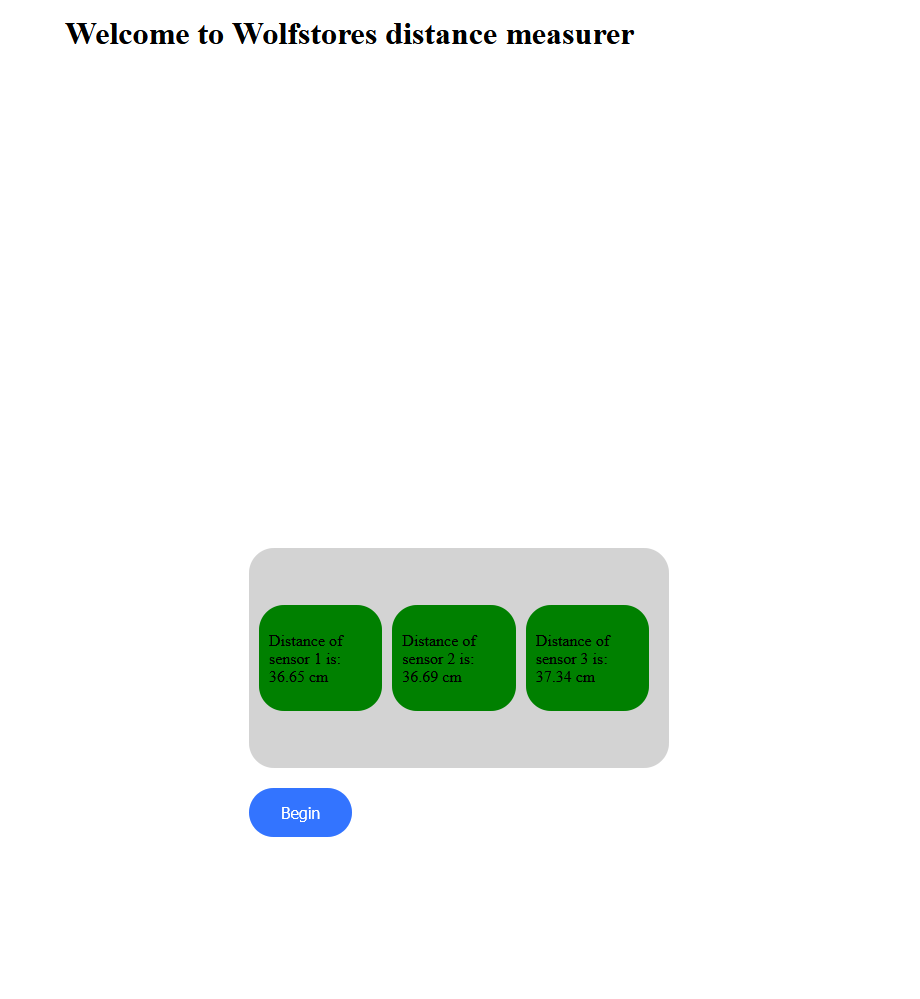 Welcome to Wolfstores distance measurer
Distance of
sensor 1 is:
36.65 cm
Distance of
sensor 2 is:
36.69 cm
Distance of
sensor 3 is:
37.34 cm
Begin